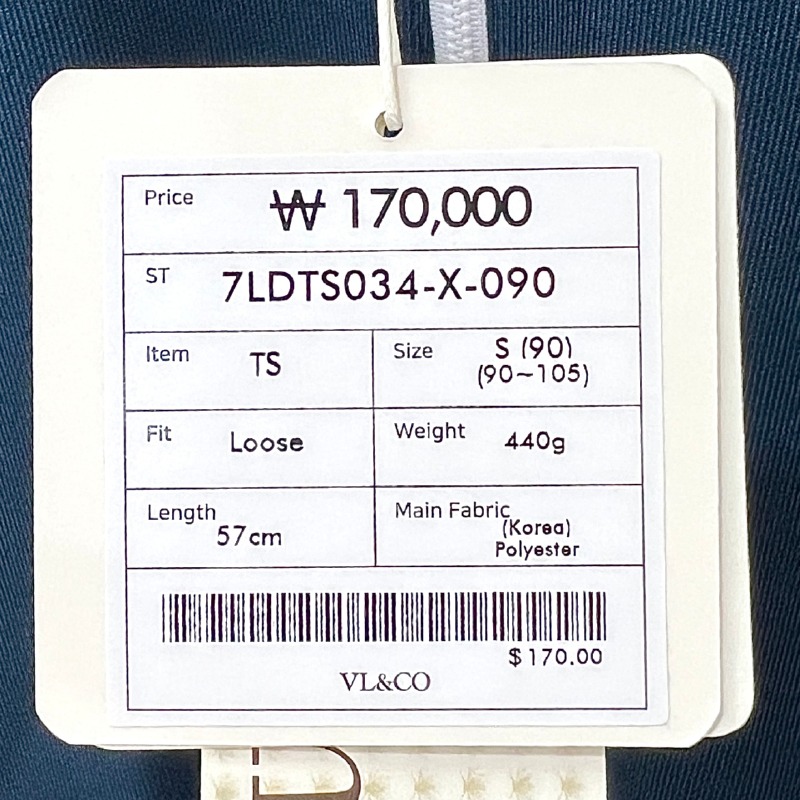 Price ₩ 170,000
ST 7LDTS034-X-090
Item TS
Size S (90)
(90~105)
Fit Loose
Weight 440g
Length
57cm
Main Fabric
(Korea)
Polyester
$170.00
VL&CO